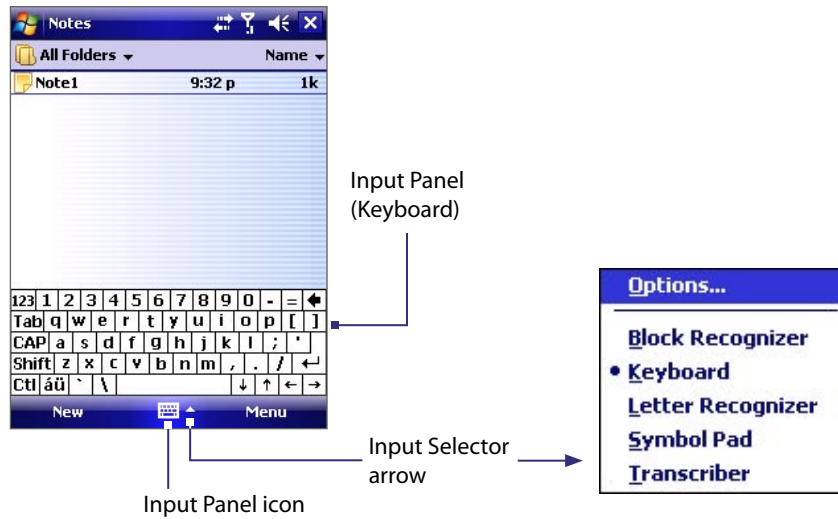 Notes
All Folders Name
Note1 9:32 p 1k
Input Panel
(Keyboard)
123 1 2 3 4 5 6 7 8 9 0 - =
Tab q w e r t y u i o p [ ]
CAP a s d f g h j k l ; '
Shift z x c v b n m , . /
Ctl áü ` \ ↓ ↑ ← →
New Menu
Input Selector
arrow
Input Panel icon
Options...
Block Recognizer
• Keyboard
Letter Recognizer
Symbol Pad
Transcriber